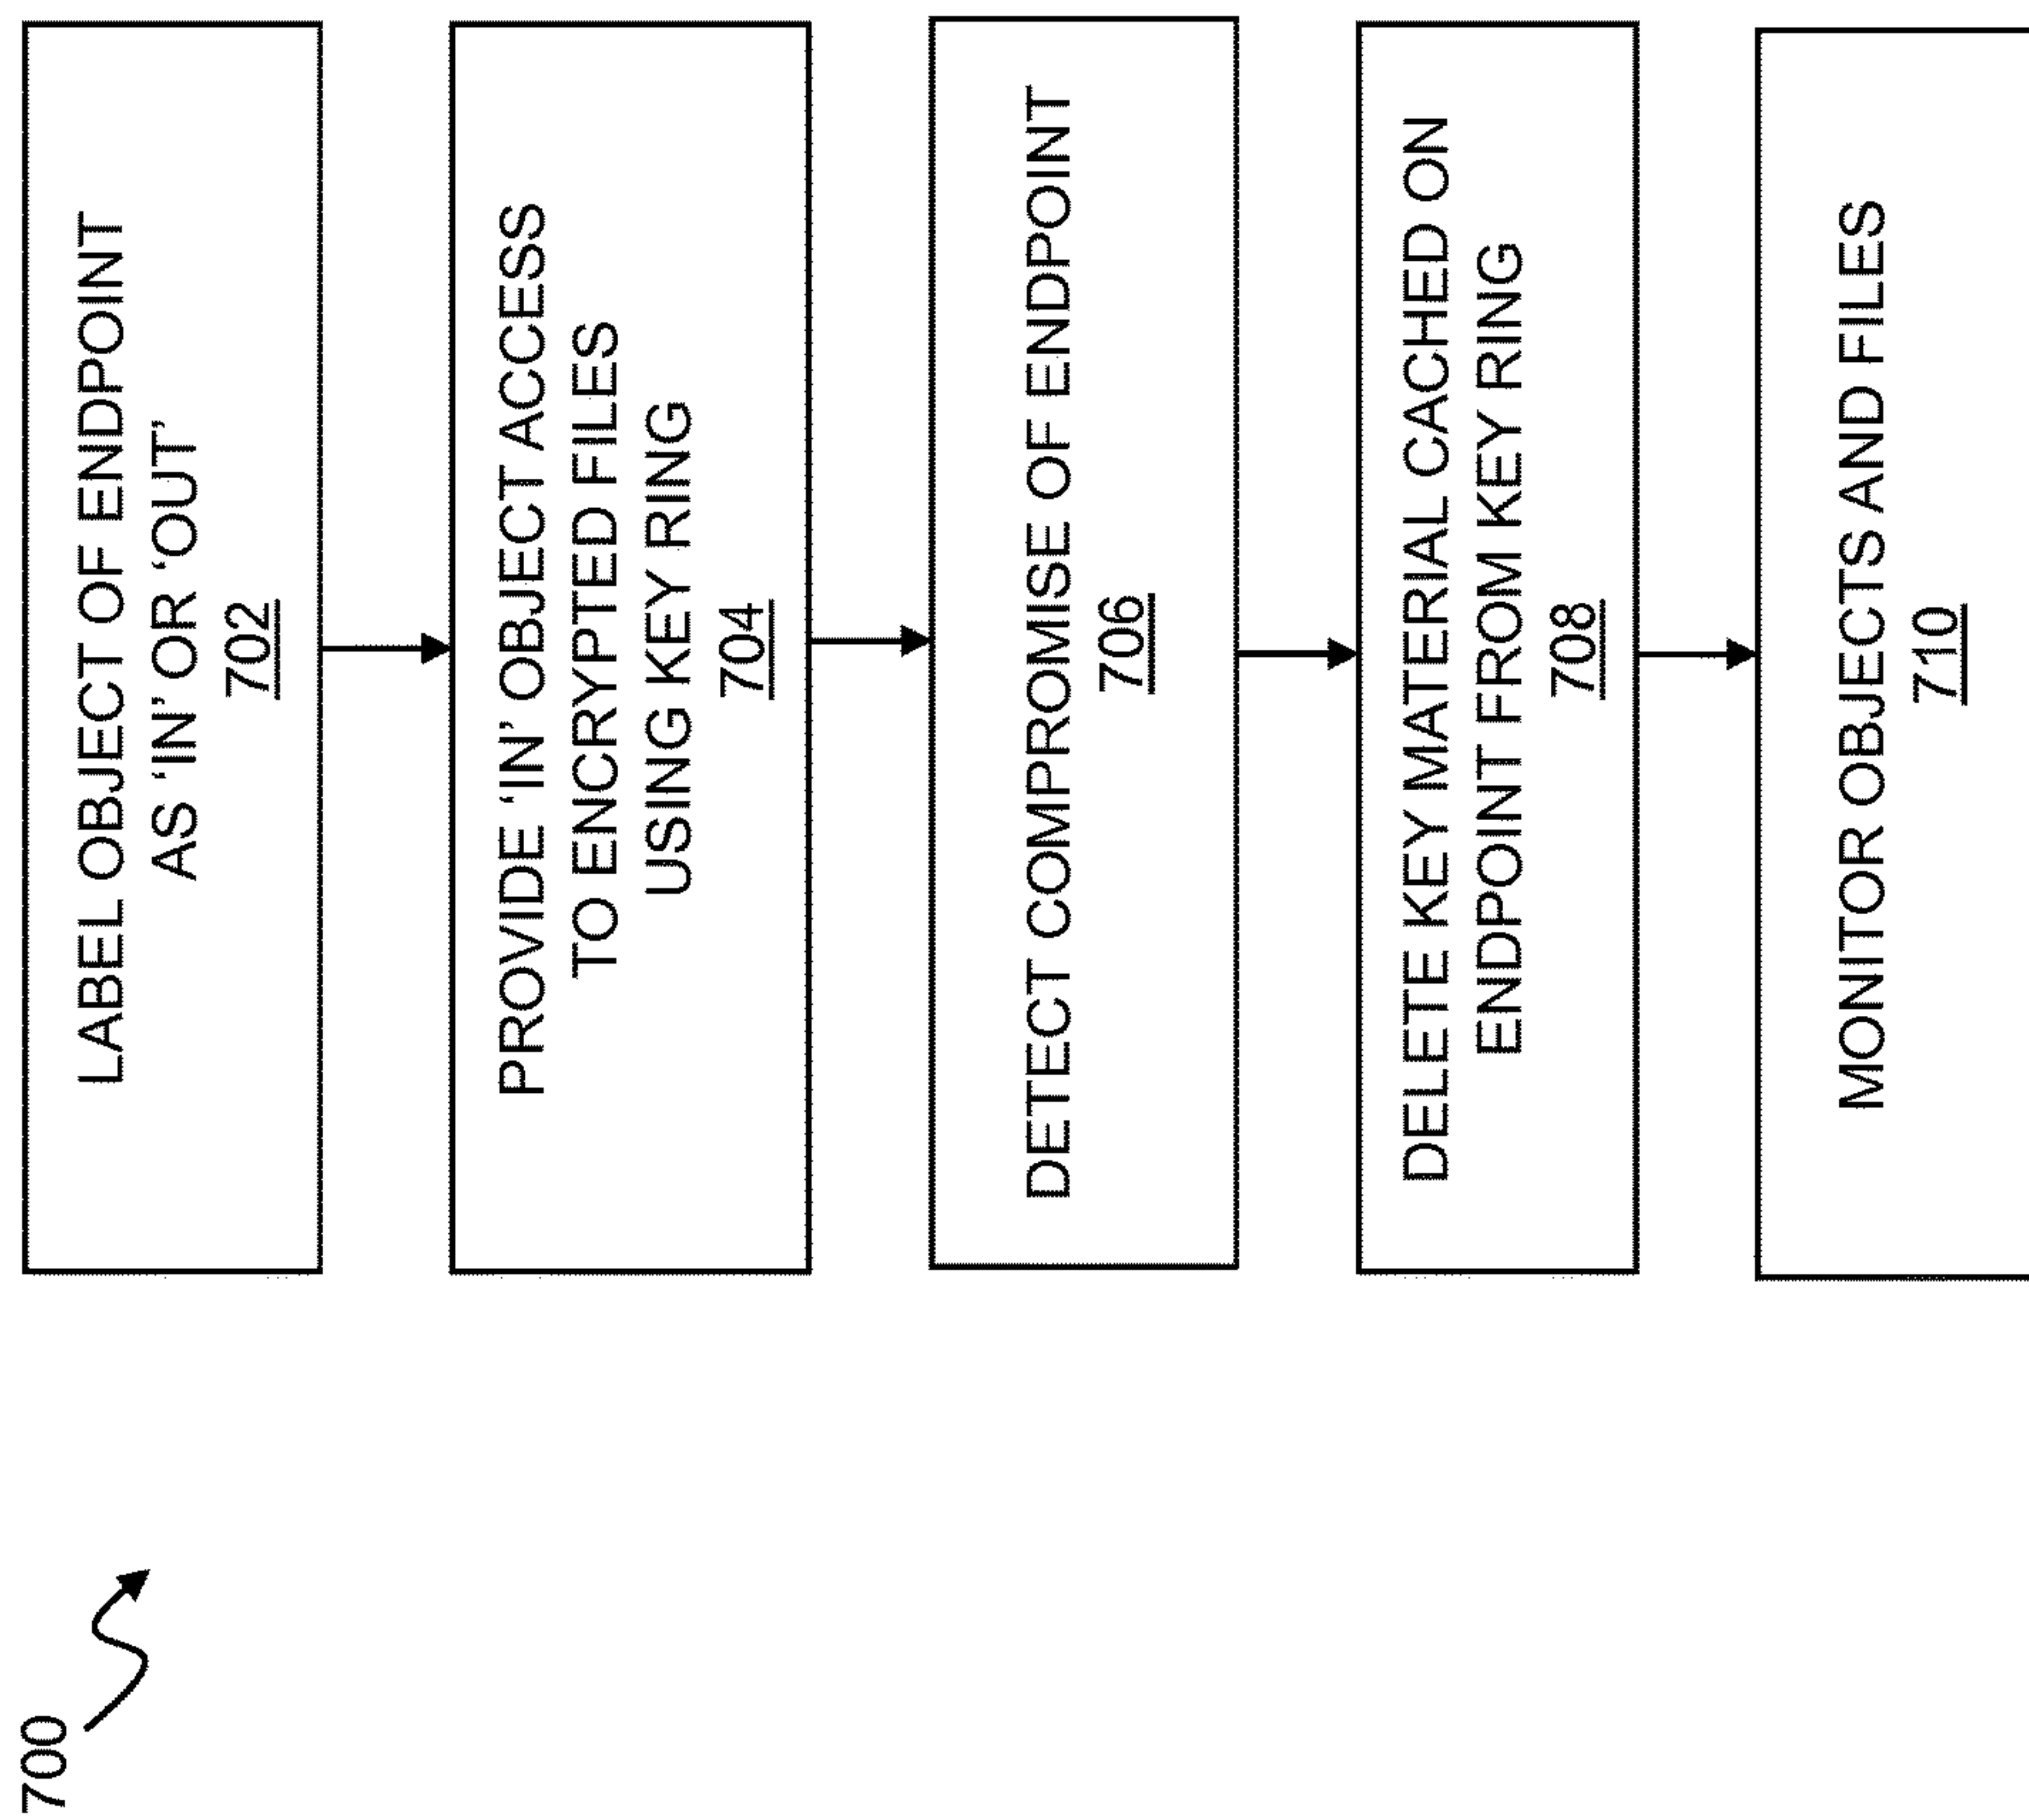 700
LABEL OBJECT OF ENDPOINT
AS ‘IN’ OR ‘OUT’
702
PROVIDE ‘IN’ OBJECT ACCESS
TO ENCRYPTED FILES
USING KEY RING
704
DETECT COMPROMISE OF ENDPOINT
706
DELETE KEY MATERIAL CACHED ON
ENDPOINT FROM KEY RING
708
MONITOR OBJECTS AND FILES
710